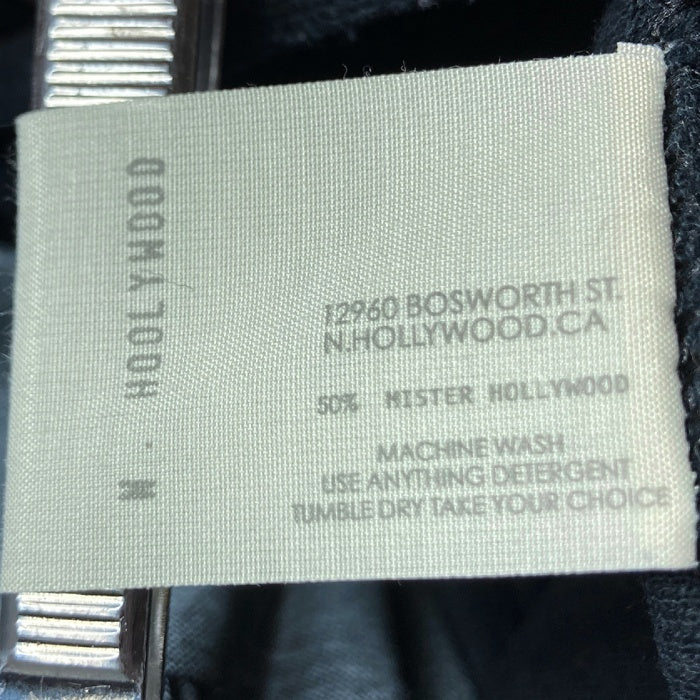 HOOLYWOOD
12960 BOSWORTH ST.
N.HOLLYWOOD.CA
50% MISTER HOLLYWOOD
MACHINE WASH
USE ANYTHING DETERGENT
TUMBLE DRY TAKE YOUR CHOICE